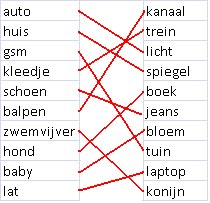 auto kanaal
huis trein
gsm licht
kleedje spiegel
schoen boek
balpen jeans
zwemvijver bloem
hond tuin
baby laptop
lat konijn